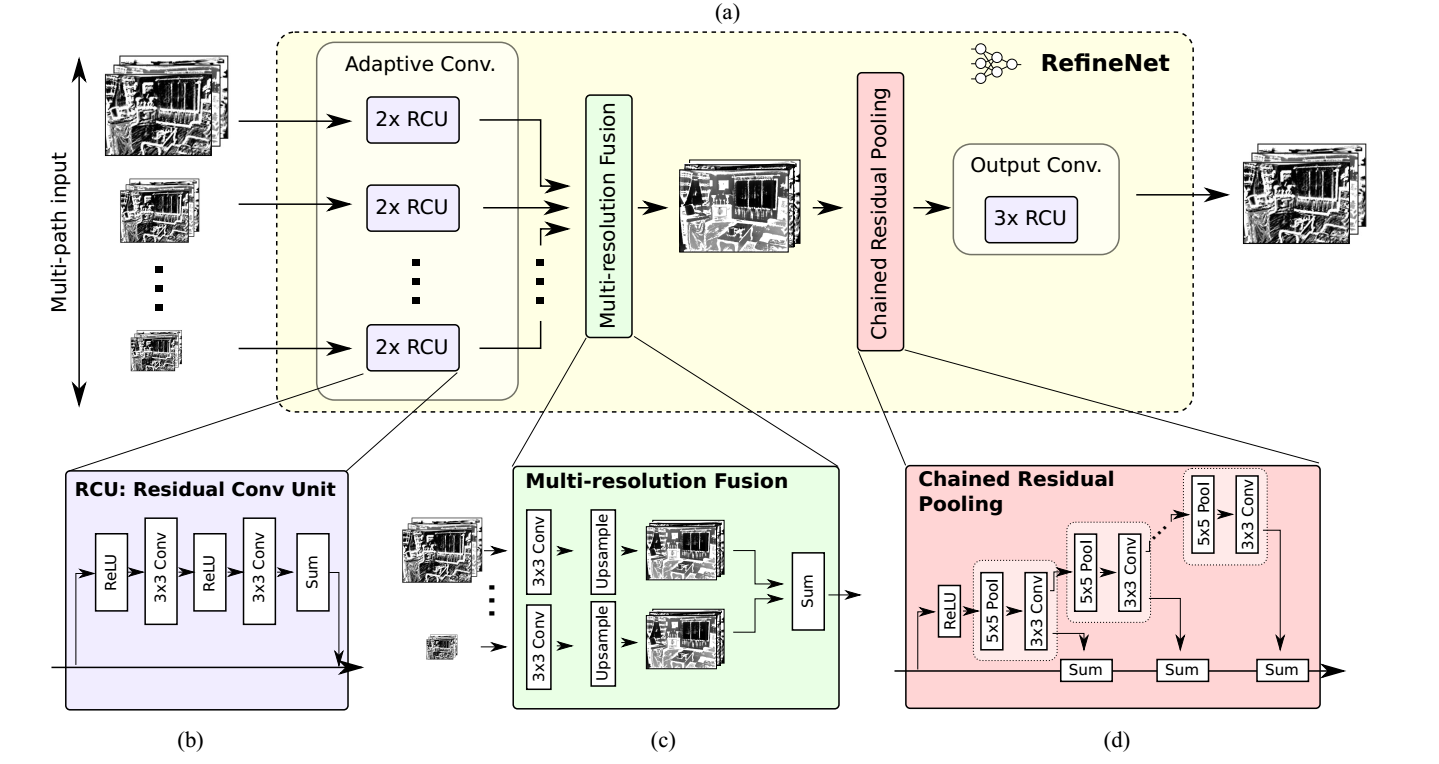 (a)
Multi-path input
Adaptive Conv.
2x RCU
2x RCU
2x RCU
Multi-resolution Fusion
Chained Residual Pooling
RefineNet
Output Conv.
3x RCU
RCU: Residual Conv Unit
ReLU
3x3 Conv
ReLU
3x3 Conv
Sum
(b)
Multi-resolution Fusion
3x3 Conv
Upsample
3x3 Conv
Upsample
Sum
(c)
Chained Residual
Pooling
ReLU
5x5 Pool
3x3 Conv
5x5 Pool
3x3 Conv
5x5 Pool
3x3 Conv
Sum
Sum
Sum
(d)